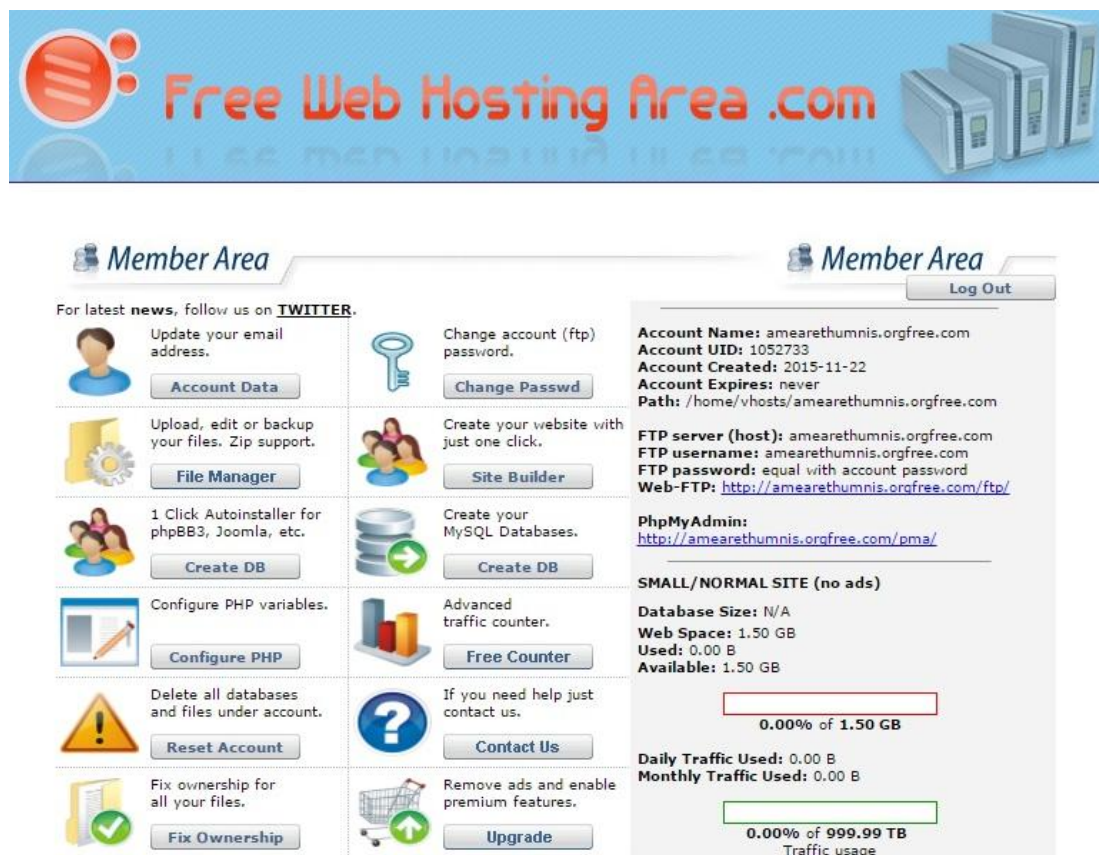 Free Web Hosting Area .com
Member Area
Member Area
Log Out
For latest news, follow us on TWITTER.
Update your email
address.
Account Data
Change account (ftp)
password.
Change Passwd
Upload, edit or backup
your files. Zip support.
File Manager
Create your website with
just one click.
Site Builder
1 Click Autoinstaller for
phpBB3, Joomla, etc.
Create DB
Create your
MySQL Databases.
Create DB
Configure PHP variables.
Configure PHP
Advanced
traffic counter.
Free Counter
Delete all databases
and files under account.
Reset Account
If you need help just
contact us.
Contact Us
Fix ownership for
all your files.
Fix Ownership
Remove ads and enable
premium features.
Upgrade
Account Name: amearethumnis.orgfree.com
Account UID: 1052733
Account Created: 2015-11-22
Account Expires: never
Path: /home/vhosts/amearethumnis.orgfree.com
FTP server (host): amearethumnis.orgfree.com
FTP username: amearethumnis.orgfree.com
FTP password: equal with account password
Web-FTP: http://amearethumnis.orgfree.com/ftp/
PhpMyAdmin:
http://amearethumnis.orgfree.com/pma/
SMALL/NORMAL SITE (no ads)
Database Size: N/A
Web Space: 1.50 GB
Used: 0.00 B
Available: 1.50 GB
0.00% of 1.50 GB
Daily Traffic Used: 0.00 B
Monthly Traffic Used: 0.00 B
0.00% of 999.99 TB
Traffic usage